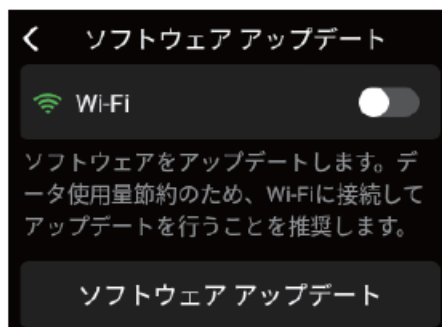 ソフトウェア アップデート
Wi-Fi
ソフトウェアをアップデートします。デ
ータ使用量節約のため、Wi-Fiに接続して
アップデートを行うことを推奨します。
ソフトウェア アップデート